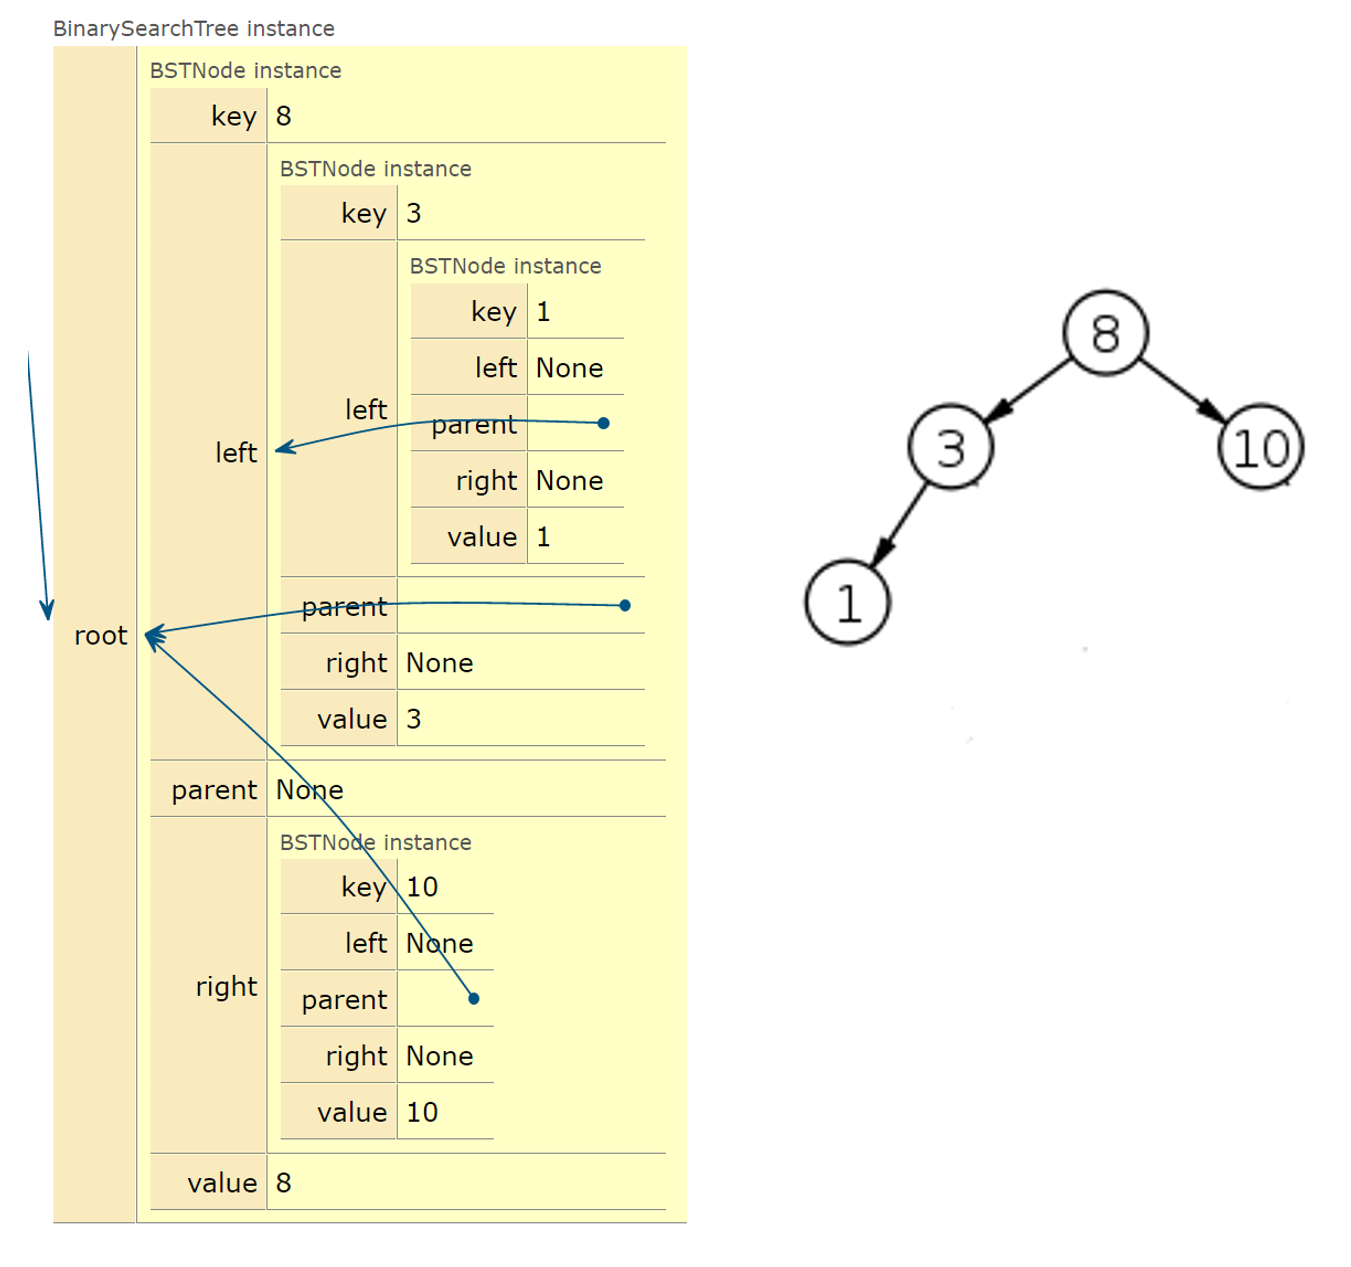 BinarySearchTree instance
BSTNode instance
key 8
BSTNode instance
key 3
BSTNode instance
key 1
left None
left
parent
left
right None
value 1
parent
root
right None
value 3
parent None
BSTNode instance
key 10
left None
right
parent
right None
value 10
value 8
8
3
10
1